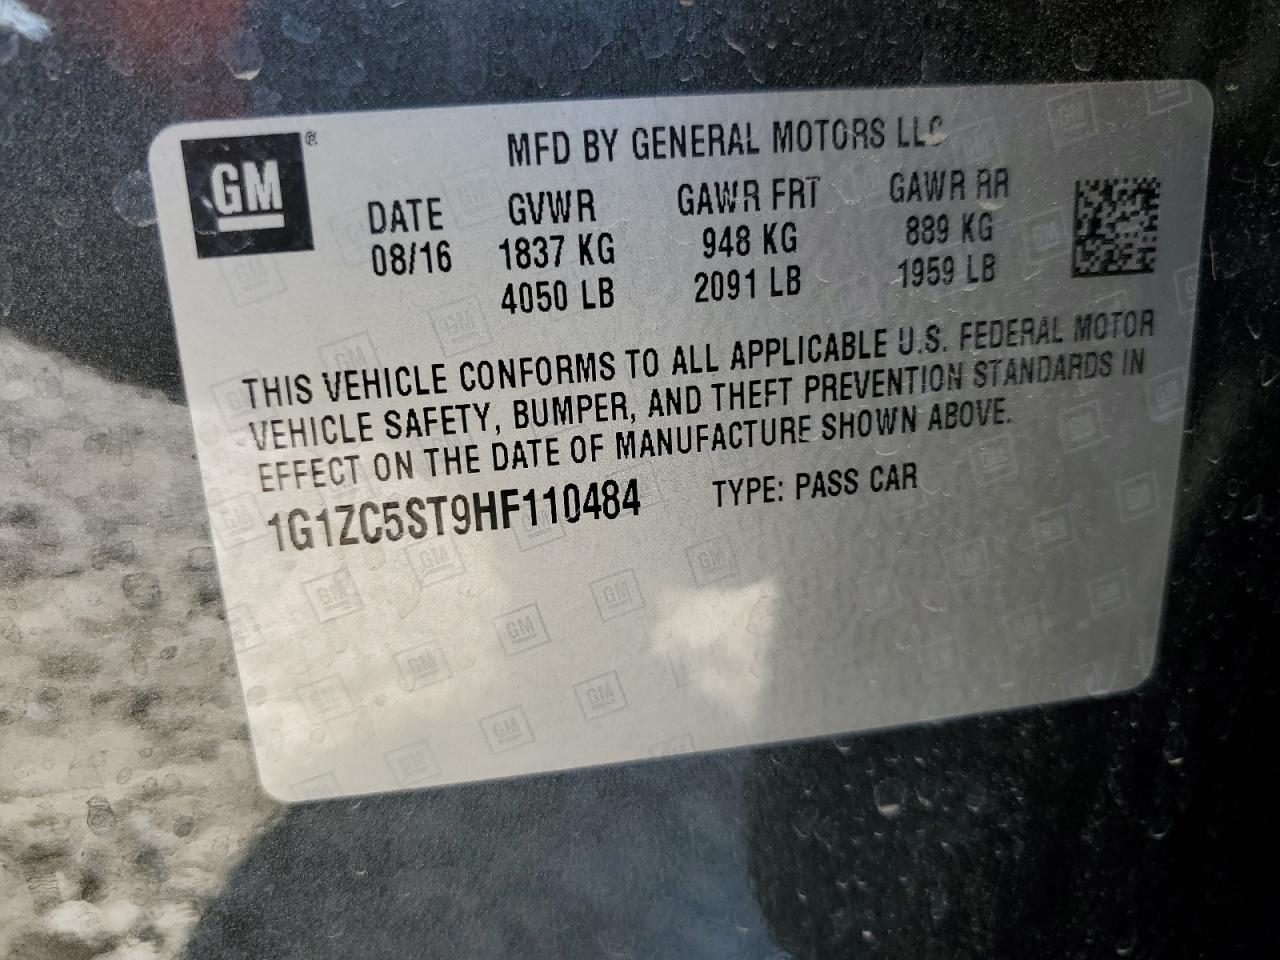 GM®
MFD BY GENERAL MOTORS LLC
DATE GVWR GAWR FRT GAWR RR
08/16 1837 KG 948 KG 889 KG
4050 LB 2091 LB 1959 LB
THIS VEHICLE CONFORMS TO ALL APPLICABLE U.S. FEDERAL MOTOR
VEHICLE SAFETY, BUMPER, AND THEFT PREVENTION STANDARDS IN
EFFECT ON THE DATE OF MANUFACTURE SHOWN ABOVE.
1G1ZC5ST9HF110484 TYPE: PASS CAR